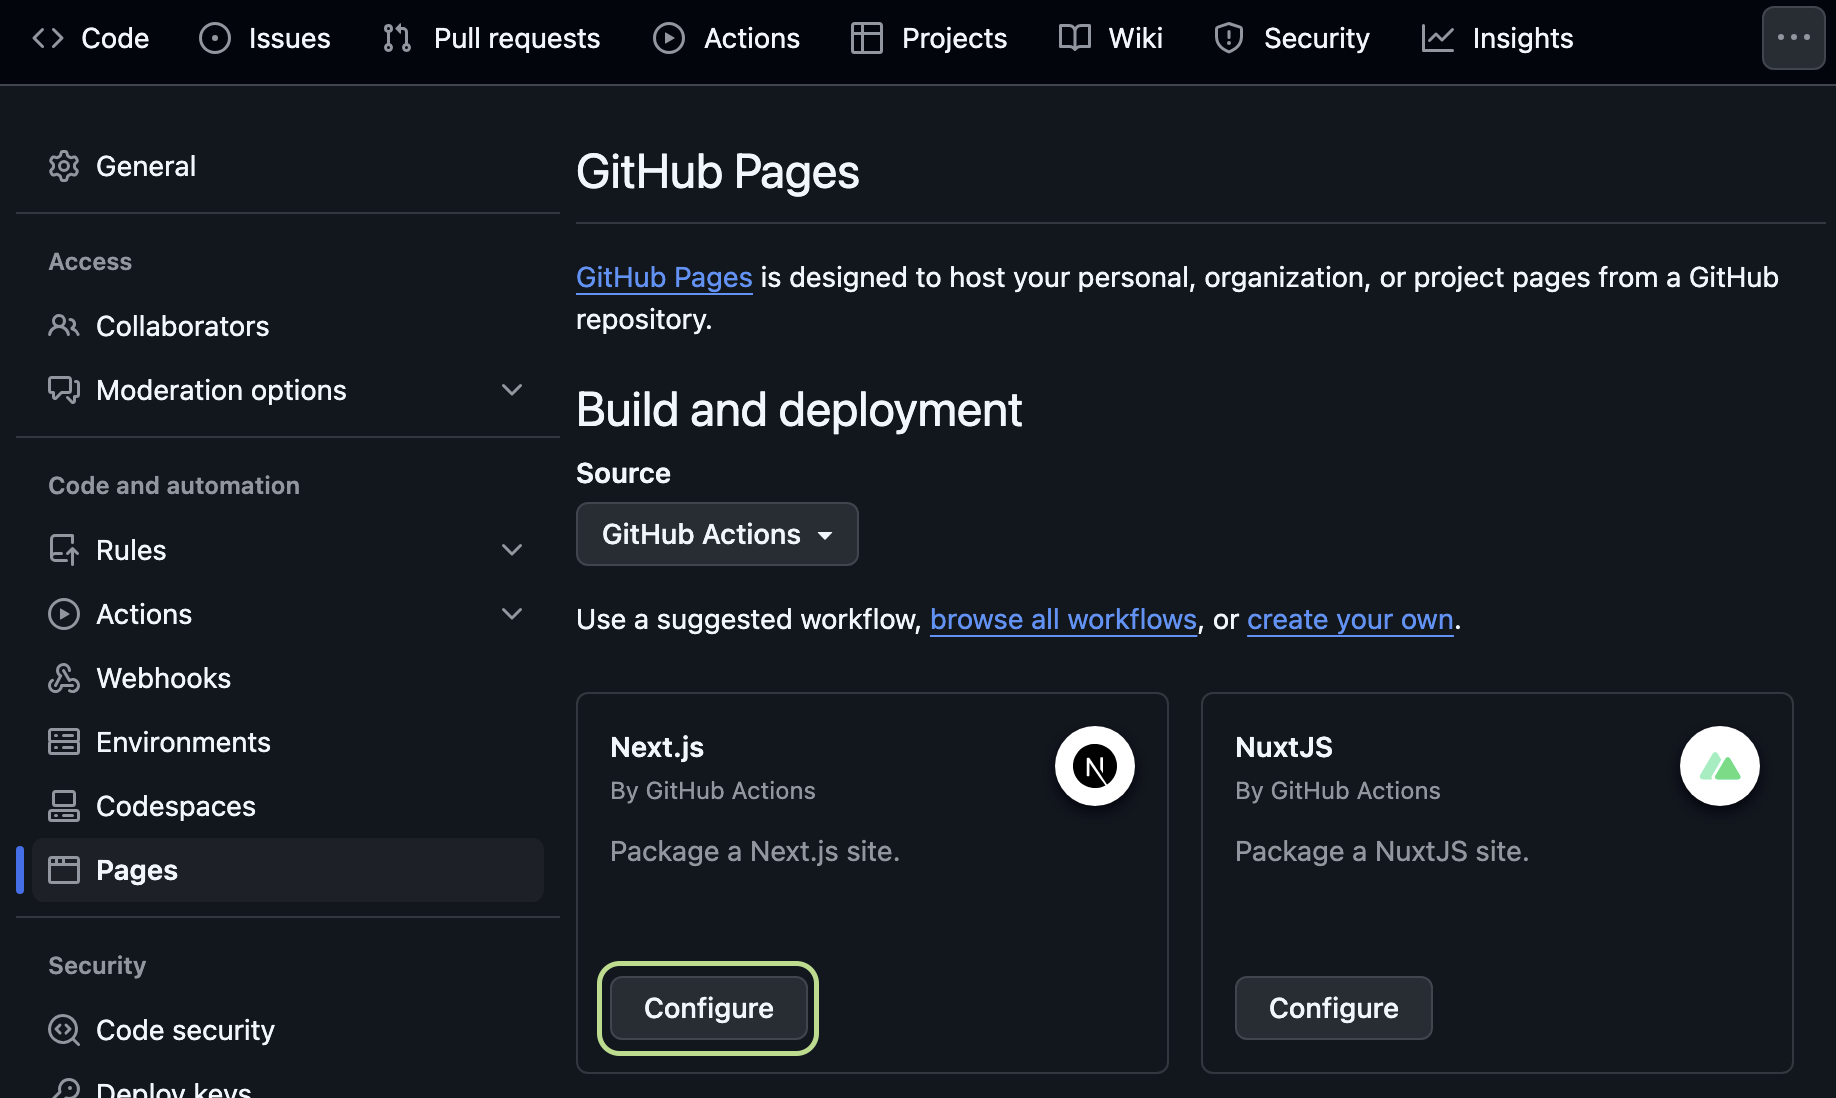 Code Issues Pull requests Actions Projects Wiki Security Insights
General
Access
Collaborators
Moderation options
Code and automation
Rules
Actions
Webhooks
Environments
Codespaces
Pages
Security
Code security
Deploy keys
GitHub Pages
GitHub Pages is designed to host your personal, organization, or project pages from a GitHub
repository.
Build and deployment
Source
GitHub Actions
Use a suggested workflow, browse all workflows, or create your own.
Next.js
By GitHub Actions
Package a Next.js site.
Configure
NuxtJS
By GitHub Actions
Package a NuxtJS site.
Configure